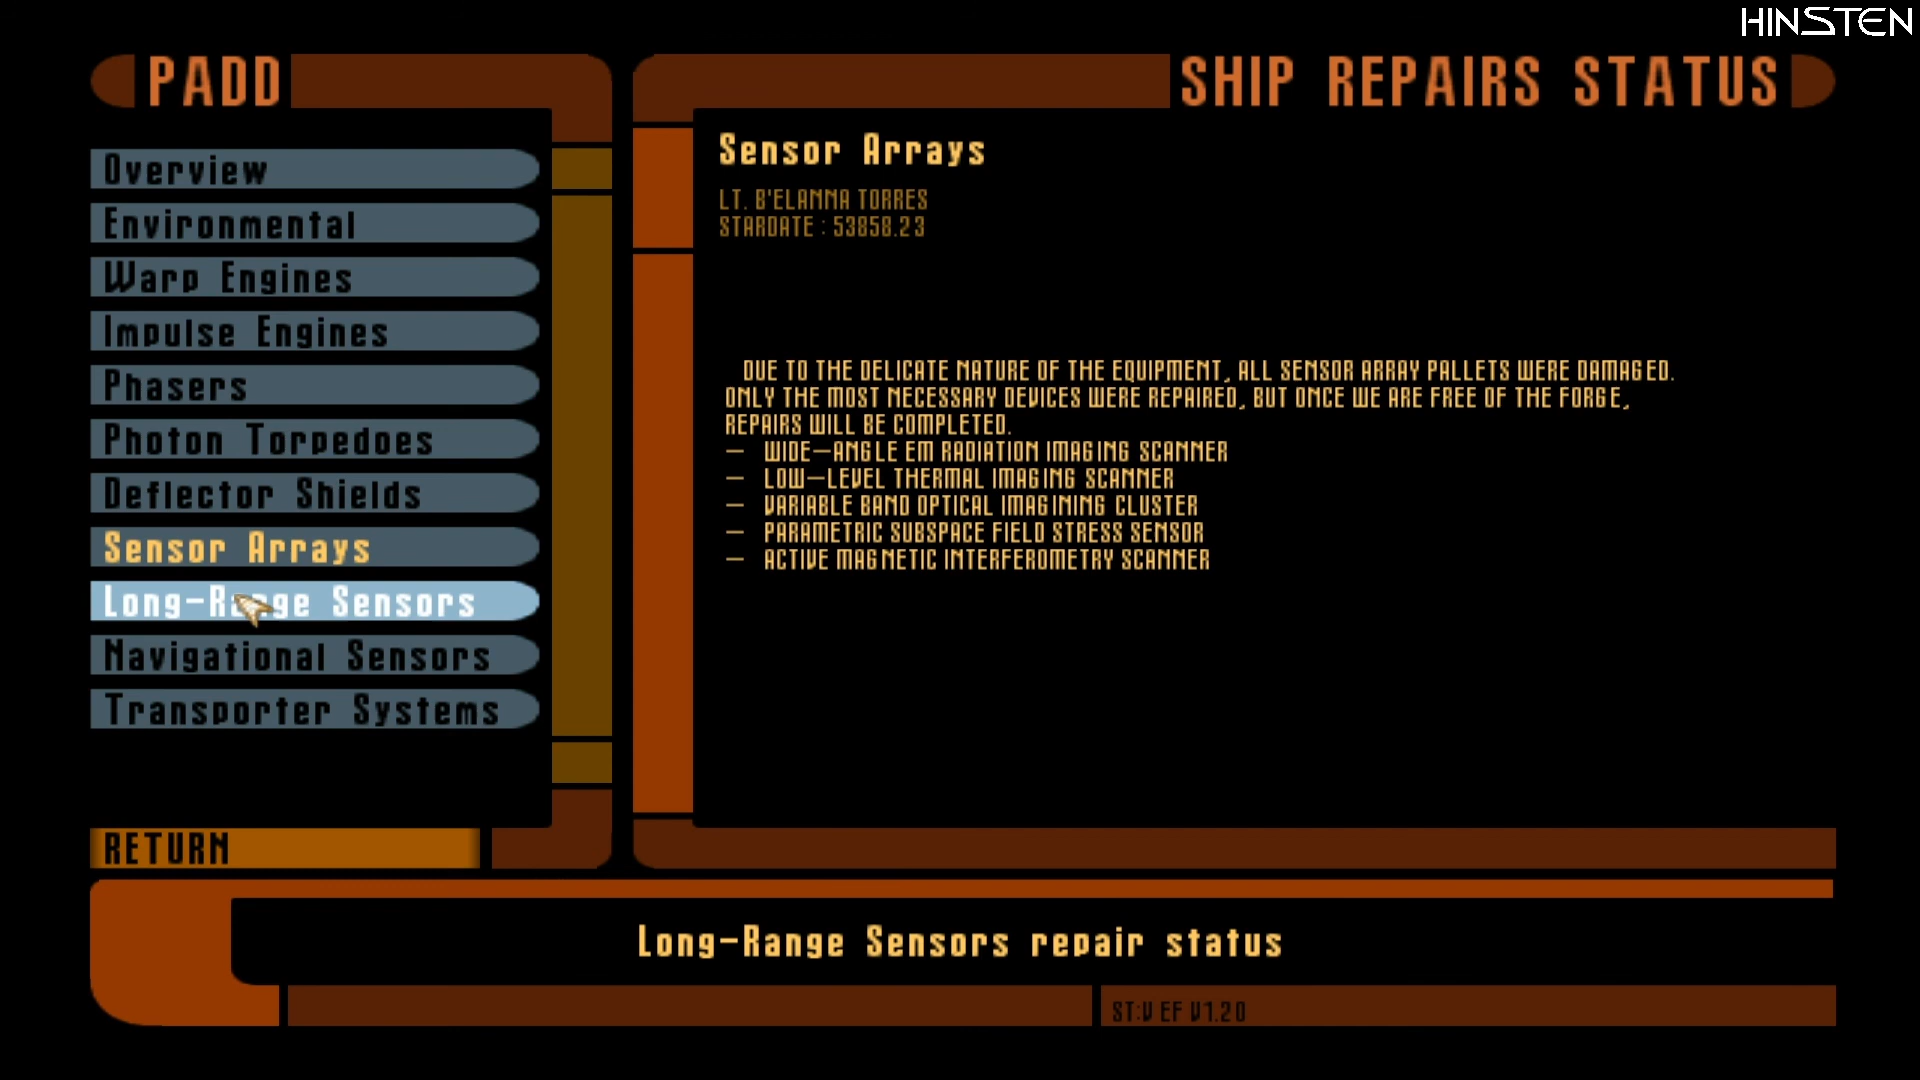 HINSTEN
PADD
SHIP REPAIRS STATUS
Overview
Environmental
Warp Engines
Impulse Engines
Phasers
Photon Torpedoes
Deflector Shields
Sensor Arrays
Long-Range Sensors
Navigational Sensors
Transporter Systems
RETURN
Sensor Arrays
LT. B'ELANNA TORRES
STARDATE : 53858.23
DUE TO THE DELICATE NATURE OF THE EQUIPMENT, ALL SENSOR ARRAY PALLETS WERE DAMAGED.
ONLY THE MOST NECESSARY DEVICES WERE REPAIRED, BUT ONCE WE ARE FREE OF THE FORGE,
REPAIRS WILL BE COMPLETED.
— WIDE—ANGLE EM RADIATION IMAGING SCANNER
— LOW—LEVEL THERMAL IMAGING SCANNER
— VARIABLE BAND OPTICAL IMAGINING CLUSTER
— PARAMETRIC SUBSPACE FIELD STRESS SENSOR
— ACTIVE MAGNETIC INTERFEROMETRY SCANNER
Long-Range Sensors repair status
ST:V EF V1.20